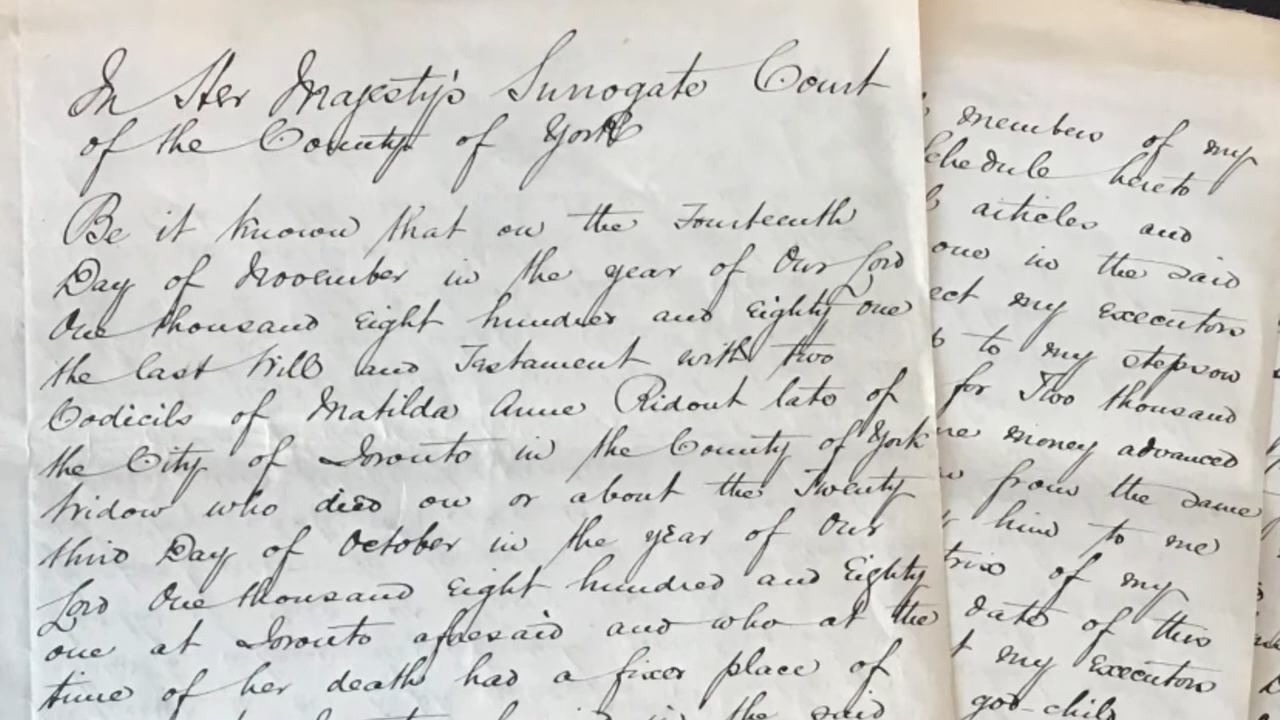 In Her Majesty's Surrogate Court
of the County of York
Be it known that on the Fourteenth
Day of November in the year of Our Lord
One thousand Eight hundred and Eighty one
the last Will and Testament with two
Codicils of Matilda Anne Ridout late of
the City of Toronto in the County of York
Widow who died on or about the Twenty
third Day of October in the year of Our
Lord One thousand Eight hundred and Eighty
one at Toronto aforesaid and who at the
time of her death had a fixed place of
in the said
members of my
schedule hereto
articles and
one in the said
ect my Executors
to my stepson
for Two thousand
money advanced
from the same
him to me
trix of my
date of this
my Executors
god-child